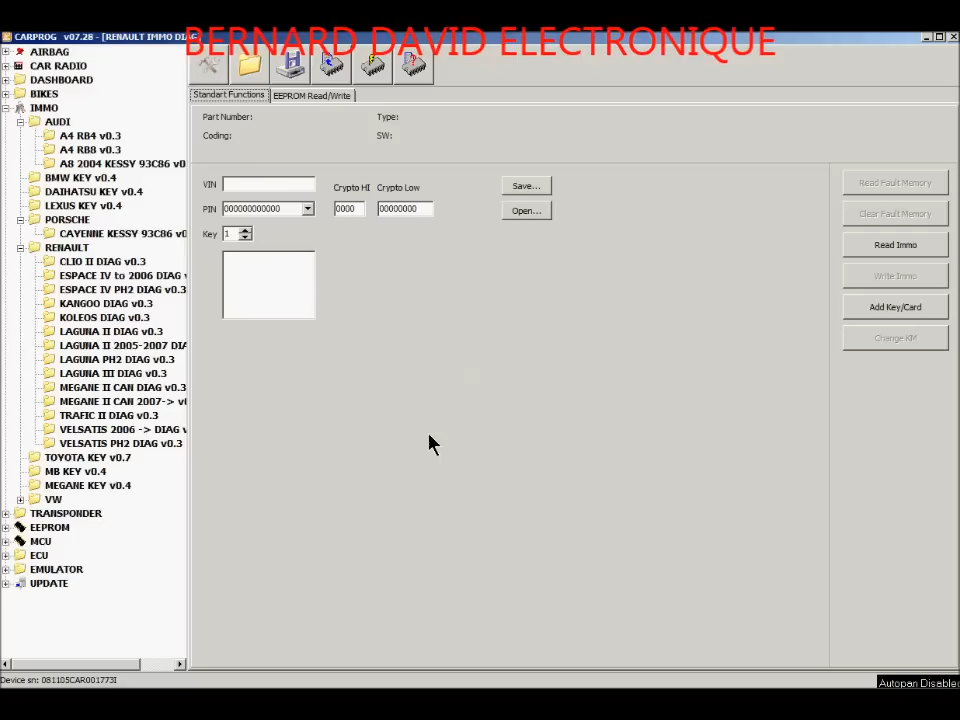 BERNARD DAVID ELECTRONIQUE
CARPROG v07.28 - [RENAULT IMMO DIAG
AIRBAG
CAR RADIO
DASHBOARD
BIKES
IMMO
AUDI
A4 RB4 v0.3
A4 RB8 v0.3
A8 2004 KESSY 93C86 v0
BMW KEY v0.4
DAIHATSU KEY v0.4
LEXUS KEY v0.4
PORSCHE
CAYENNE KESSY 93C86 v0
RENAULT
CLIO II DIAG v0.3
ESPACE IV to 2006 DIAG v
ESPACE IV PH2 DIAG v0.3
KANGOO DIAG v0.3
KOLEOS DIAG v0.3
LAGUNA II DIAG v0.3
LAGUNA II 2005-2007 DIA
LAGUNA PH2 DIAG v0.3
LAGUNA III DIAG v0.3
MEGANE II CAN DIAG v0.3
MEGANE II CAN 2007-> v
TRAFIC II DIAG v0.3
VELSATIS 2006 -> DIAG v
VELSATIS PH2 DIAG v0.3
TOYOTA KEY v0.7
MB KEY v0.4
MEGANE KEY v0.4
VW
TRANSPONDER
EEPROM
MCU
ECU
EMULATOR
UPDATE
Standart Functions EEPROM Read/Write
Part Number: Type:
Coding: SW:
VIN Crypto HI Crypto Low Save...
PIN 000000000000 0000 00000000 Open...
Key 1
Read Fault Memory
Clear Fault Memory
Read Immo
Write Immo
Add Key/Card
Change KM
Device sn: 081105CAR001773I
Autopan Disabled